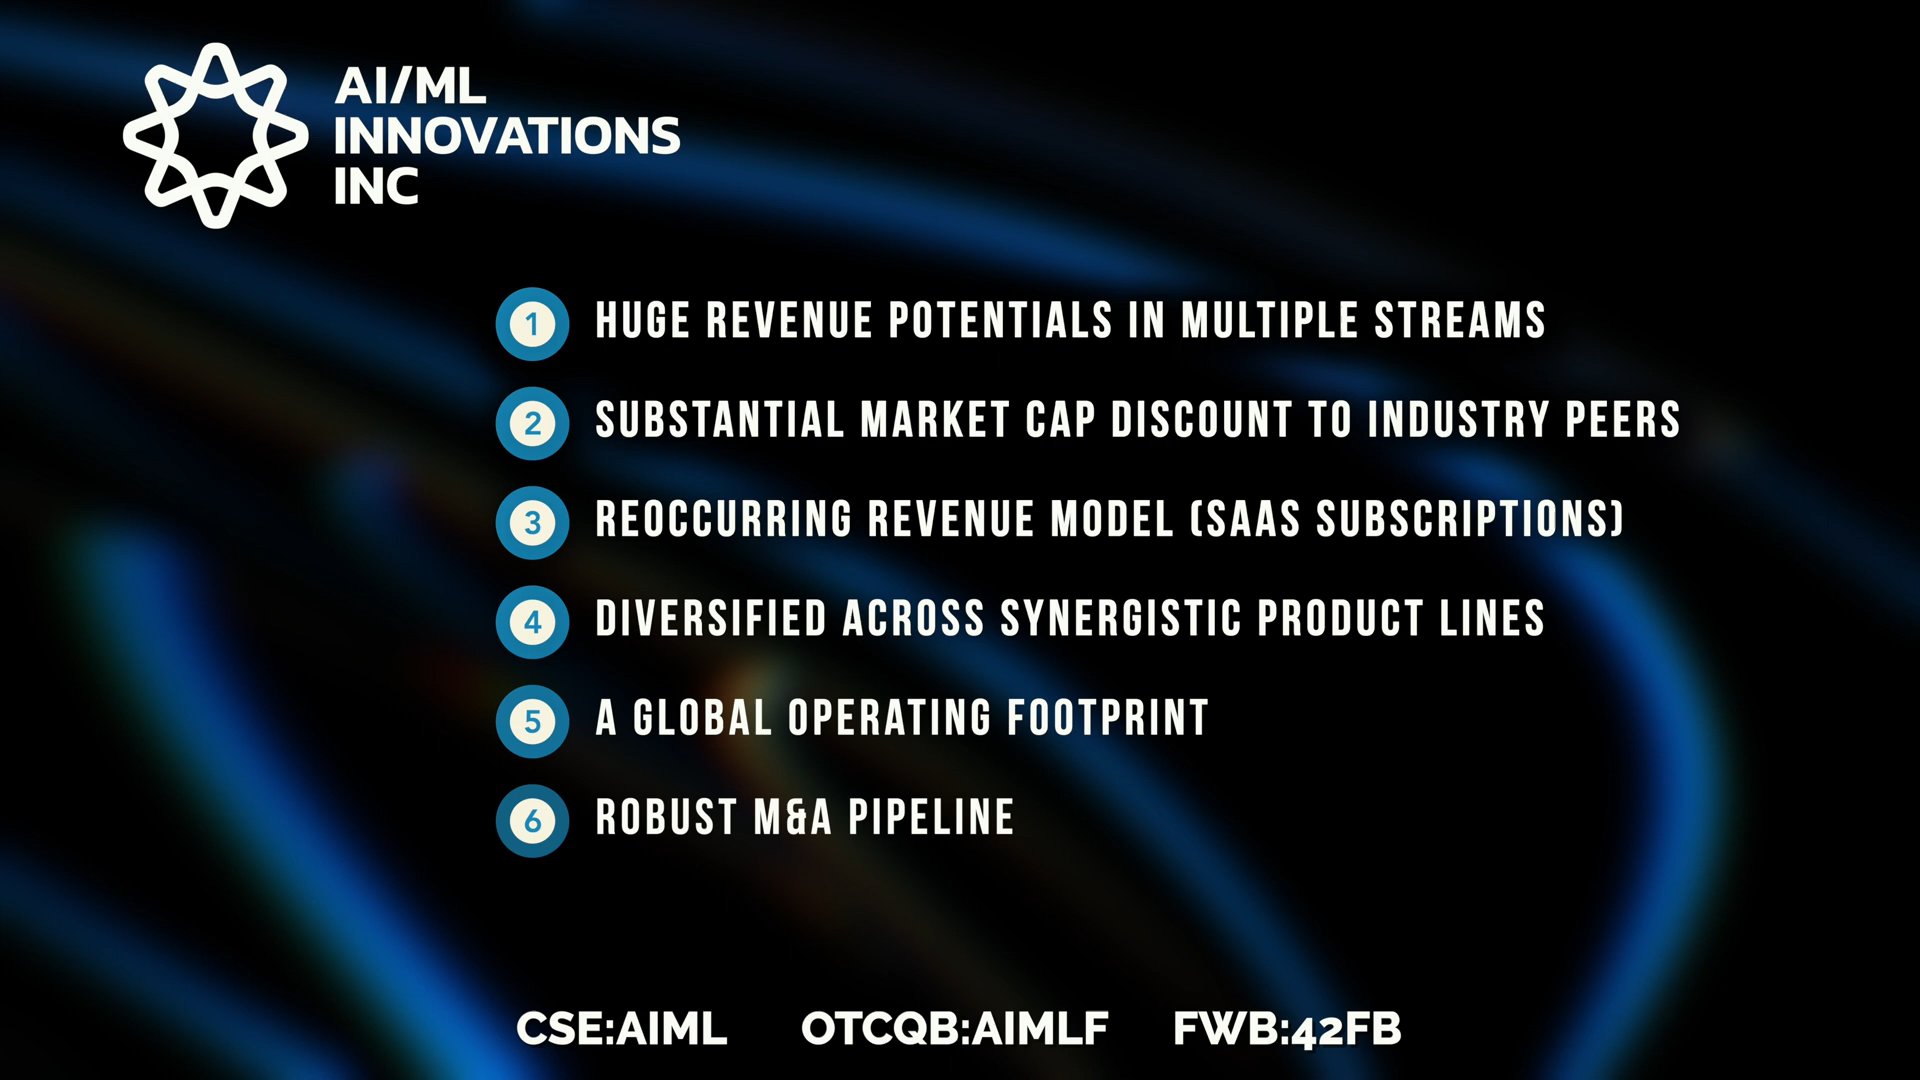 AI/ML
INNOVATIONS
INC
1 HUGE REVENUE POTENTIALS IN MULTIPLE STREAMS
2 SUBSTANTIAL MARKET CAP DISCOUNT TO INDUSTRY PEERS
3 REOCCURRING REVENUE MODEL (SAAS SUBSCRIPTIONS)
4 DIVERSIFIED ACROSS SYNERGISTIC PRODUCT LINES
5 A GLOBAL OPERATING FOOTPRINT
6 ROBUST M&A PIPELINE
CSE:AIML OTCQB:AIMLF FWB:42FB